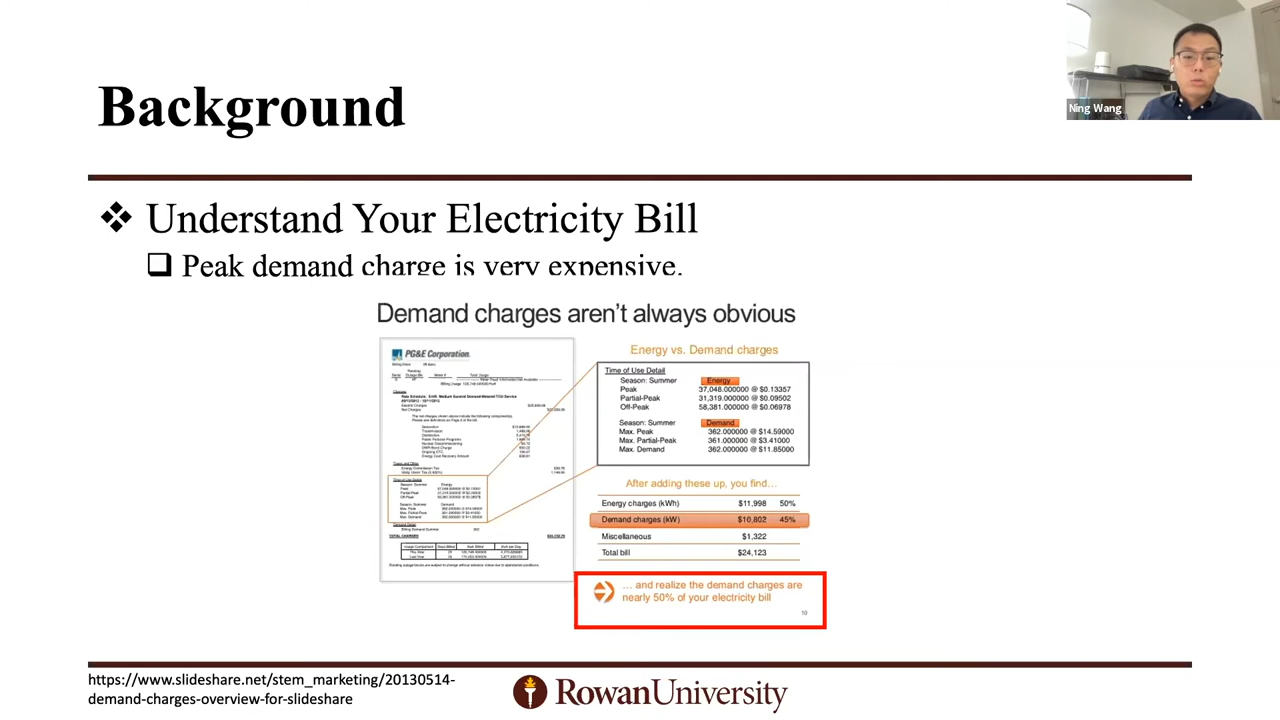 Ning Wang
Background
❖ Understand Your Electricity Bill
❑ Peak demand charge is very expensive.
Demand charges aren't always obvious
PG&E Corporation.
Energy vs. Demand charges
Time of Use Detail
Season: Summer Energy
Peak 37,048.000000 @ $0.13357
Partial-Peak 31,319.000000 @ $0.09502
Off-Peak 58,381.000000 @ $0.06978
Season: Summer Demand
Max. Peak 362.000000 @ $14.59000
Max. Partial-Peak 361.000000 @ $3.41000
Max. Demand 362.000000 @ $11.85000
After adding these up, you find…
Energy charges (kWh) $11,998 50%
Demand charges (kW) $10,802 45%
Miscellaneous $1,322
Total bill $24,123
… and realize the demand charges are
nearly 50% of your electricity bill
10
https://www.slideshare.net/stem_marketing/20130514-
demand-charges-overview-for-slideshare
Rowan University